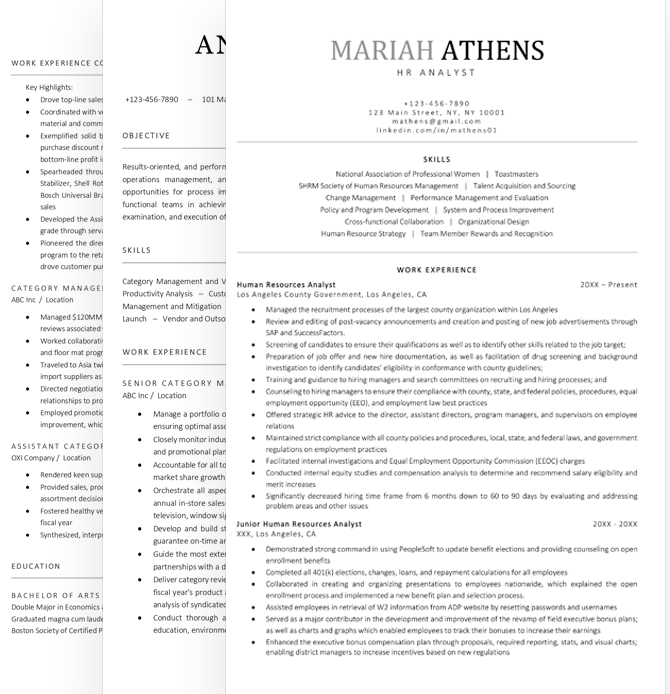 WORK EXPERIENCE CO
Key Highlights:
Drove top-line sales
Coordinated with v
material and comm
Exemplified solid b
purchase discount r
bottom-line profit i
Spearheaded throu
Stabilizer, Shell Rot
Bosch Universal Bra
sales
Developed the Assi
grade through serv
Pioneered the direc
program to the reta
drove customer pur
CATEGORY MANAGE
ABC Inc / Location
Managed $120MM
reviews associated
Worked collaborativ
and floor mat progr
Traveled to Asia twi
import suppliers as
Directed negotiatio
relationships to pro
Employed promotio
improvement, whic
ASSISTANT CATEGOR
OXI Company / Location
Rendered keen sup
Provided sales, proc
assortment decision
Fostered healthy ve
fiscal year
Synthesized, interp
EDUCATION
BACHELOR OF ARTS
Double Major in Economics a
Graduated magna cum laude
Boston Society of Certified P
AN
+123-456-7890 – 101 Ma
OBJECTIVE
Results-oriented, and perform
operations management, an
opportunities for process im
functional teams in achievin
examination, and execution of
SKILLS
Category Management and V
Productivity Analysis – Custo
Management and Mitigation
Launch – Vendor and Outso
WORK EXPERIENCE
SENIOR CATEGORY M
ABC Inc / Location
Manage a portfolio o
ensuring optimal asso
Closely monitor indus
and promotional plan
Accountable for all to
market share growth
Orchestrate all aspec
annual in-store sales
television, window sig
Develop and build st
guarantee on-time an
Guide the most exter
partnerships with a d
Deliver category revie
fiscal year's product a
analysis of syndicated
Conduct thorough a
education, environme
MARIAH ATHENS
HR ANALYST
+123-456-7890
123 Main Street, NY, NY 10001
mathens@gmail.com
linkedin.com/in/mathens01
SKILLS
National Association of Professional Women | Toastmasters
SHRM Society of Human Resources Management | Talent Acquisition and Sourcing
Change Management | Performance Management and Evaluation
Policy and Program Development | System and Process Improvement
Cross-functional Collaboration | Organizational Design
Human Resource Strategy | Team Member Rewards and Recognition
WORK EXPERIENCE
Human Resources Analyst 20XX – Present
Los Angeles County Government, Los Angeles, CA
Managed the recruitment processes of the largest county organization within Los Angeles
Review and editing of post-vacancy announcements and creation and posting of new job advertisements through
SAP and SuccessFactors.
Screening of candidates to ensure their qualifications as well as to identify other skills related to the job target;
Preparation of job offer and new hire documentation, as well as facilitation of drug screening and background
investigation to identify candidates' eligibility in conformance with county guidelines;
Training and guidance to hiring managers and search committees on recruiting and hiring processes; and
Counseling to hiring managers to ensure their compliance with county, state, and federal policies, procedures, equal
employment opportunity (EEO), and employment law best practices
Offered strategic HR advice to the director, assistant directors, program managers, and supervisors on employee
relations
Maintained strict compliance with all county policies and procedures, local, state, and federal laws, and government
regulations on employment practices
Facilitated internal investigations and Equal Employment Opportunity Commission (EEOC) charges
Conducted internal equity studies and compensation analysis to determine and recommend salary eligibility and
merit increases
Significantly decreased hiring time frame from 6 months down to 60 to 90 days by evaluating and addressing
problem areas and other issues
Junior Human Resources Analyst 20XX - 20XX
XXX, Los Angeles, CA
Demonstrated strong command in using PeopleSoft to update benefit elections and providing counseling on open
enrollment benefits
Completed all 401(k) elections, changes, loans, and repayment calculations for all employees
Collaborated in creating and organizing presentations to employees nationwide, which explained the open
enrollment process and implemented a new benefit plan and selection process.
Assisted employees in retrieval of W2 information from ADP website by resetting passwords and usernames
Served as a major contributor in the development and improvement of the revamp of field executive bonus plans;
as well as charts and graphs which enabled employees to track their bonuses to increase their earnings
Enhanced the executive bonus compensation plan through proposals, required reporting, stats, and visual charts;
enabling district managers to increase incentives based on new regulations